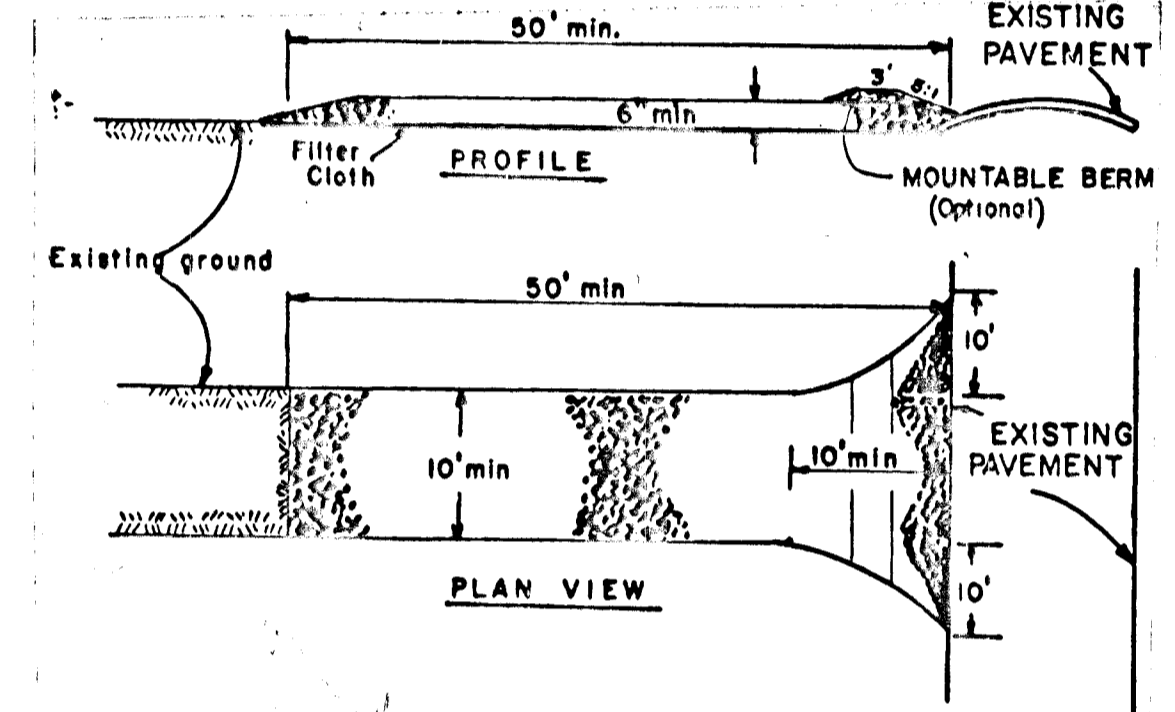 50' min.
EXISTING
PAVEMENT
3'
5:1
6" min
Filter
Cloth
PROFILE
MOUNTABLE BERM
(Optional)
Existing ground
50' min
10'
10' min
10' min
EXISTING
PAVEMENT
10'
PLAN VIEW